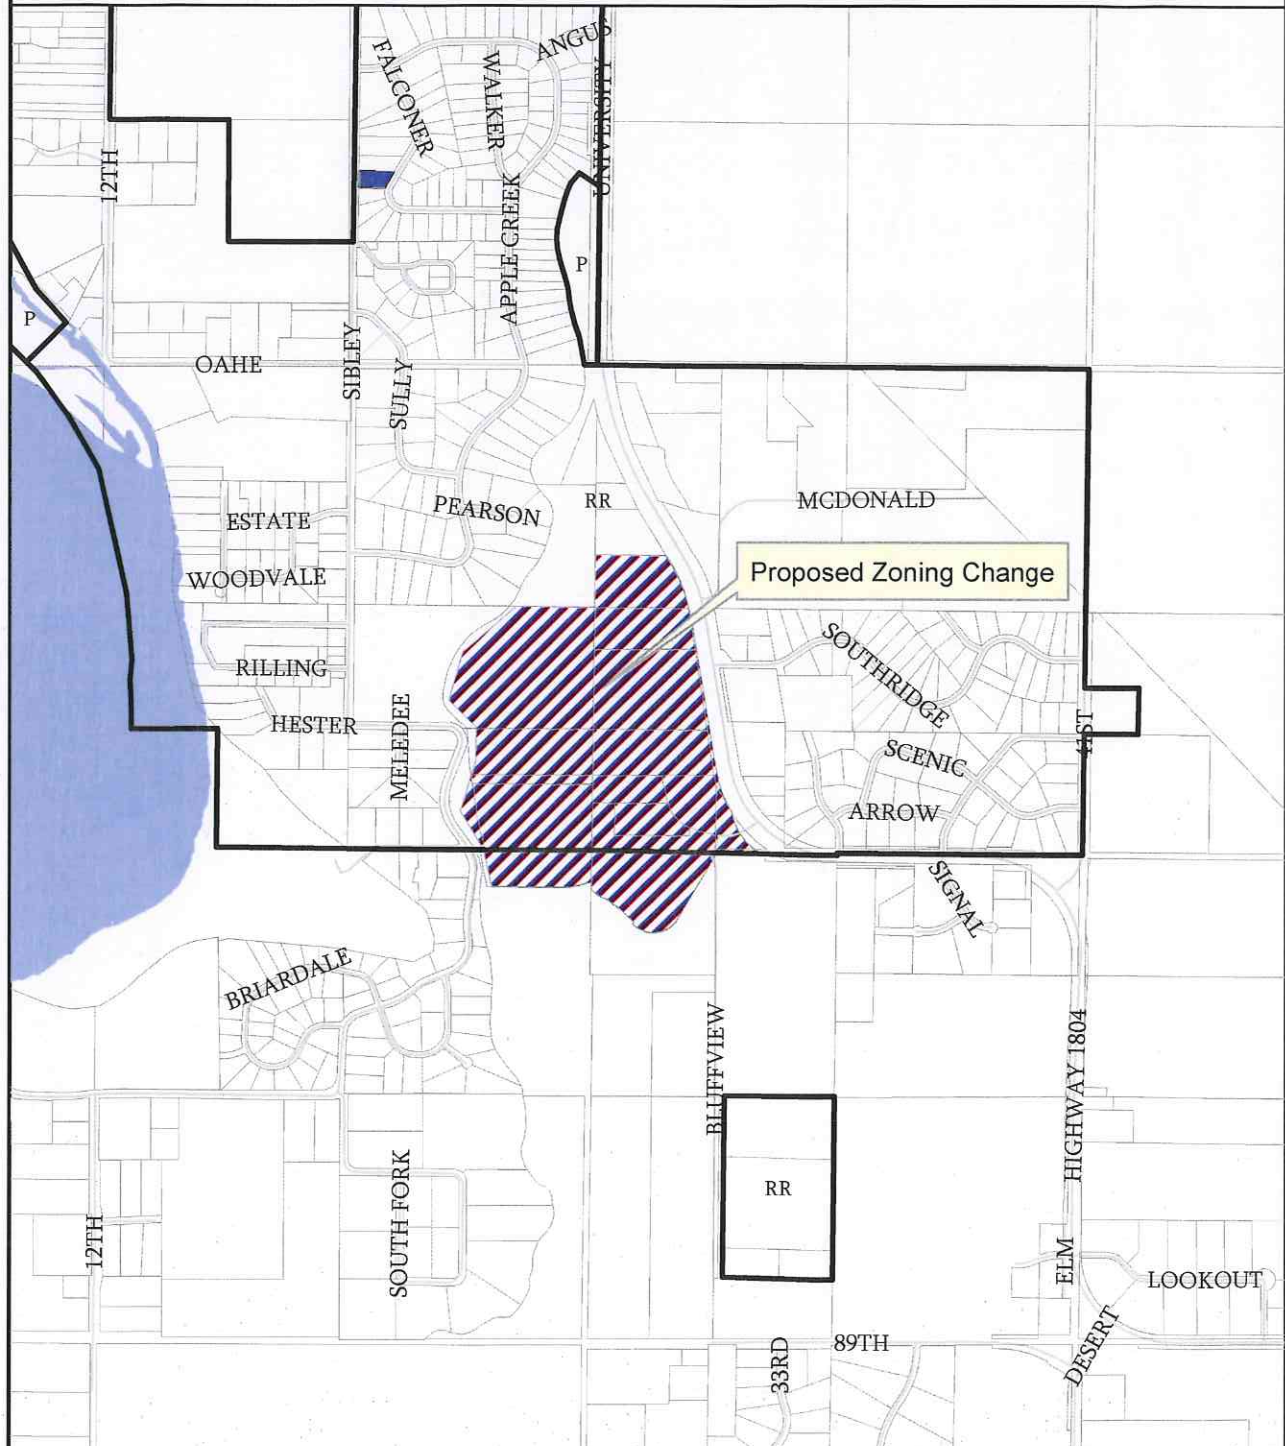 ANGUS
FALCONER
WALKER
UNIVERSITY
12TH
APPLE CREEK
P
P
OAHE
SIBLEY
SULLY
PEARSON
RR
MCDONALD
ESTATE
WOODVALE
Proposed Zoning Change
RILLING
SOUTHRIDGE
HESTER
MELEDEE
41ST
SCENIC
ARROW
SIGNAL
BRIARDALE
BLUFFVIEW
HIGHWAY 1804
RR
SOUTH FORK
12TH
ELM
LOOKOUT
89TH
33RD
DESERT